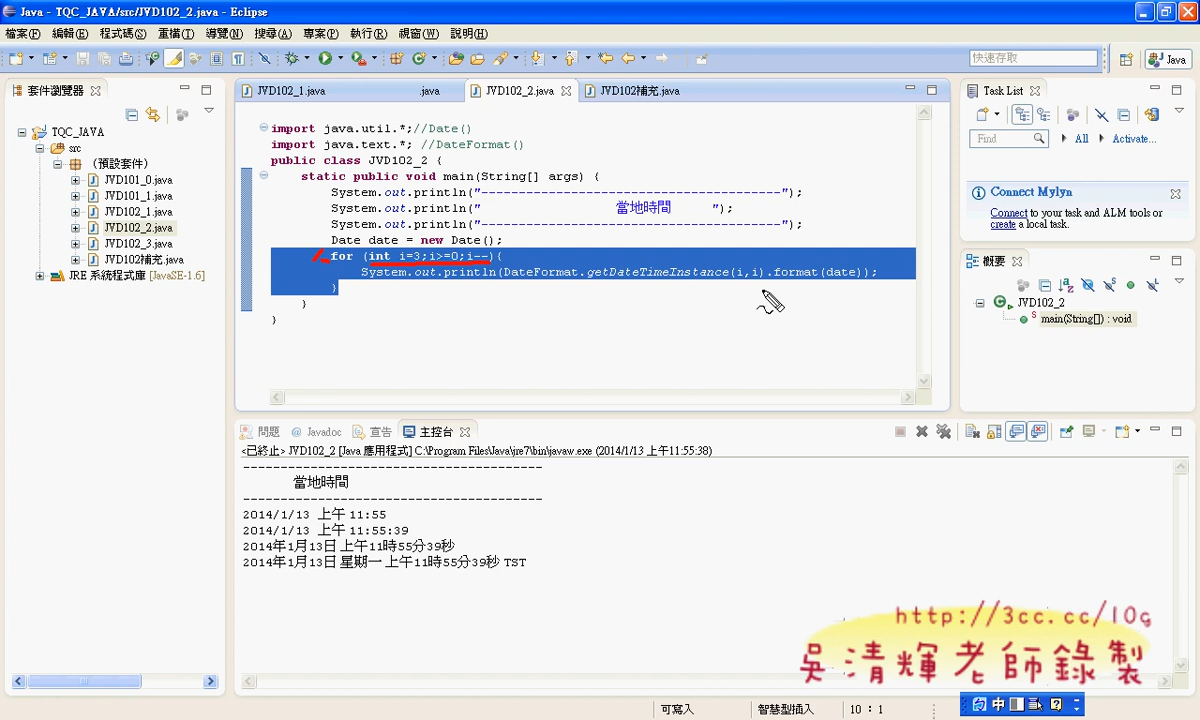 Java - TQC_JAVA/src/JVD102_2.java - Eclipse
檔案(F) 編輯(E) 程式碼(S) 重構(T) 導覽(N) 搜尋(A) 專案(P) 執行(R) 視窗(W) 說明(H)
快速存取
Java
套件瀏覽器
TQC_JAVA
src
(預設套件)
JVD101_0.java
JVD101_1.java
JVD102_1.java
JVD102_2.java
JVD102_3.java
JVD102補充.java
JRE 系統程式庫 [JavaSE-1.6]
JVD102_1.java .java JVD102_2.java JVD102補充.java
import java.util.*;//Date()
import java.text.*; //DateFormat()
public class JVD102_2 {
static public void main(String[] args) {
System.out.println("----------------------------------------");
System.out.println(" 當地時間 ");
System.out.println("----------------------------------------");
Date date = new Date();
for (int i=3;i>=0;i--){
System.out.println(DateFormat.getDateTimeInstance(i,i).format(date));
}
}
}
Task List
Find All Activate...
Connect Mylyn
Connect to your task and ALM tools or
create a local task.
概要
JVD102_2
main(String[]) : void
問題 @ Javadoc 宣告 主控台
<已終止> JVD102_2 [Java 應用程式] C:\Program Files\Java\jre7\bin\javaw.exe (2014/1/13 上午11:55:38)
----------------------------------------
當地時間
----------------------------------------
2014/1/13 上午 11:55
2014/1/13 上午 11:55:39
2014年1月13日 上午11時55分39秒
2014年1月13日 星期一 上午11時55分39秒 TST
http://3cc.cc/10g
吳清輝老師錄製
可寫入 智慧型插入 10 : 1
中